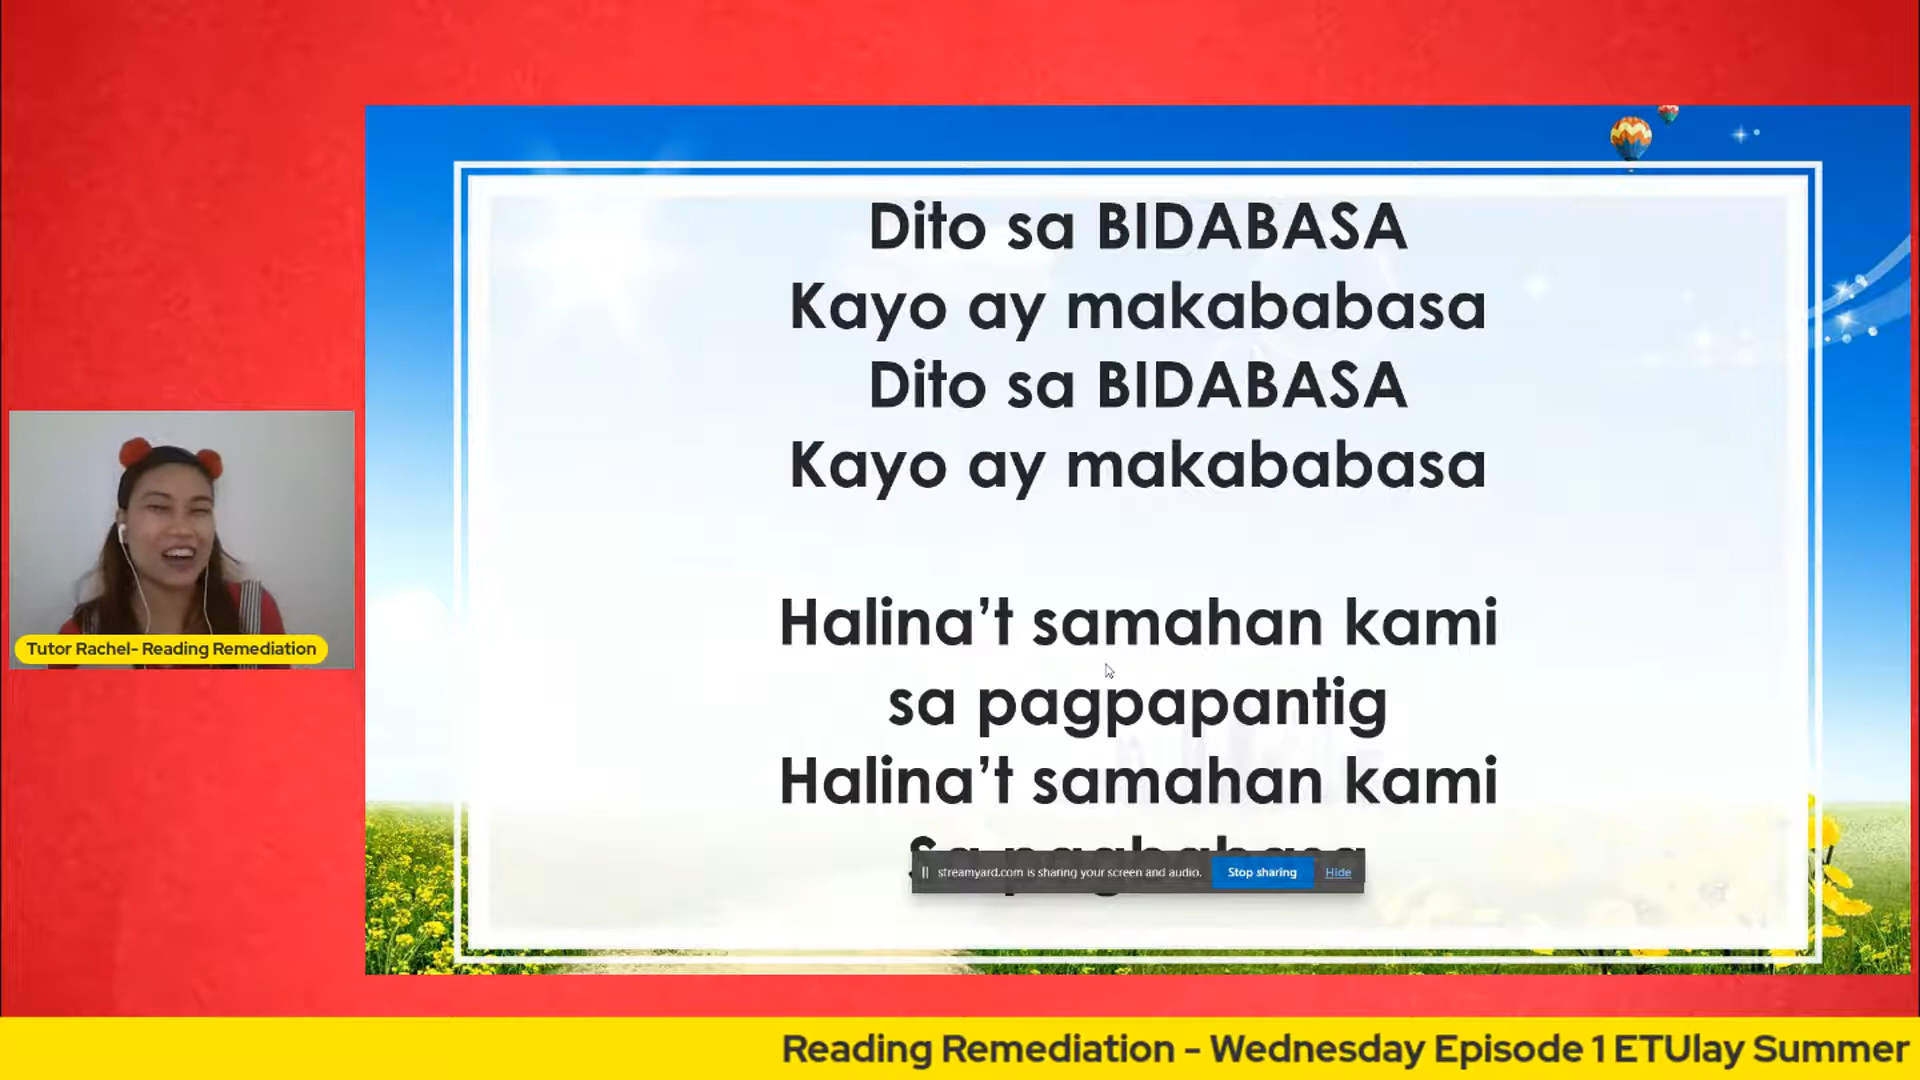 Dito sa BIDABASA
Kayo ay makababasa
Dito sa BIDABASA
Kayo ay makababasa
Halina’t samahan kami
sa pagpapantig
Halina’t samahan kami
Sa pagbabasa
streamyard.com is sharing your screen and audio. Stop sharing Hide
Tutor Rachel- Reading Remediation
Reading Remediation - Wednesday Episode 1 ETUlay Summer